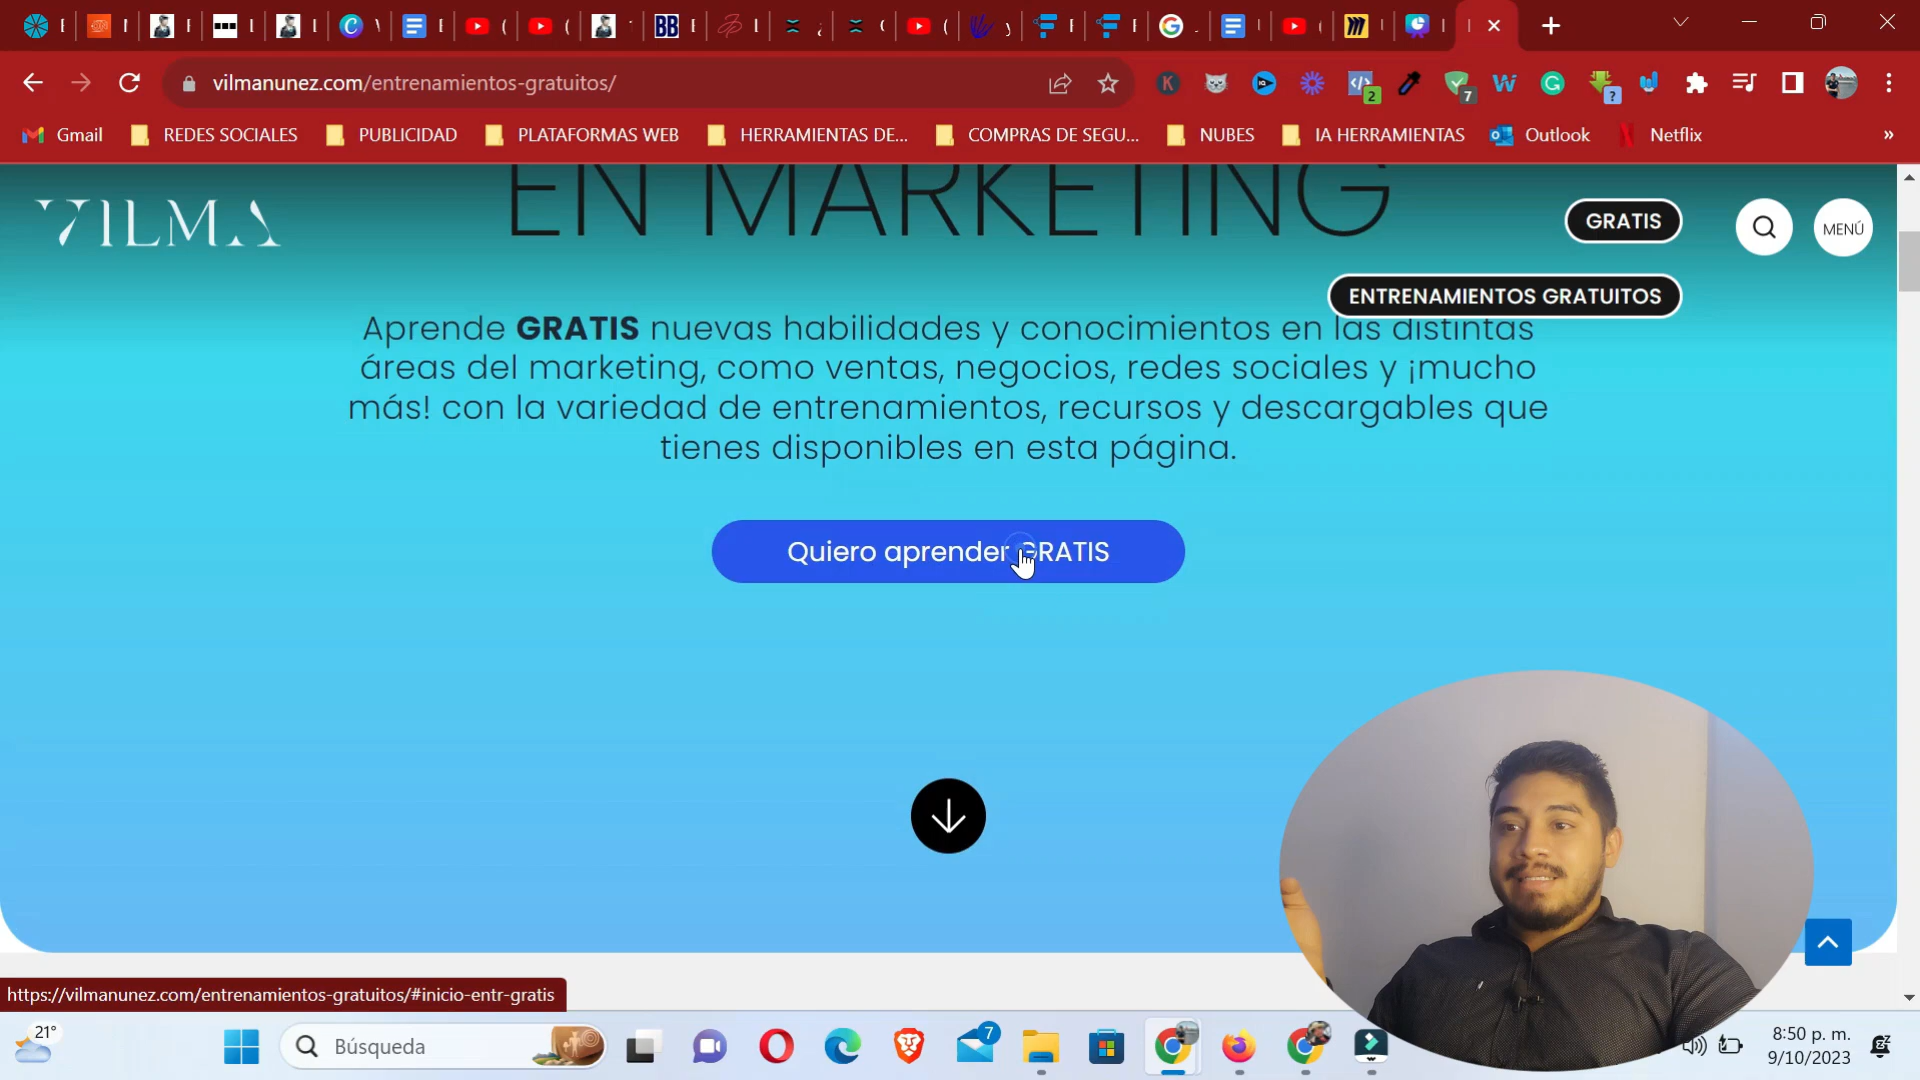 vilmanunez.com/entrenamientos-gratuitos/
K
2
7
W
?
Gmail
REDES SOCIALES
PUBLICIDAD
PLATAFORMAS WEB
HERRAMIENTAS DE...
COMPRAS DE SEGU...
NUBES
IA HERRAMIENTAS
Outlook
Netflix
»
VILMA
EN MARKETING
GRATIS
MENÚ
ENTRENAMIENTOS GRATUITOS
Aprende GRATIS nuevas habilidades y conocimientos en las distintas
áreas del marketing, como ventas, negocios, redes sociales y ¡mucho
más! con la variedad de entrenamientos, recursos y descargables que
tienes disponibles en esta página.
Quiero aprender GRATIS
https://vilmanunez.com/entrenamientos-gratuitos/#inicio-entr-gratis
21°
Búsqueda
7
8:50 p. m.
9/10/2023